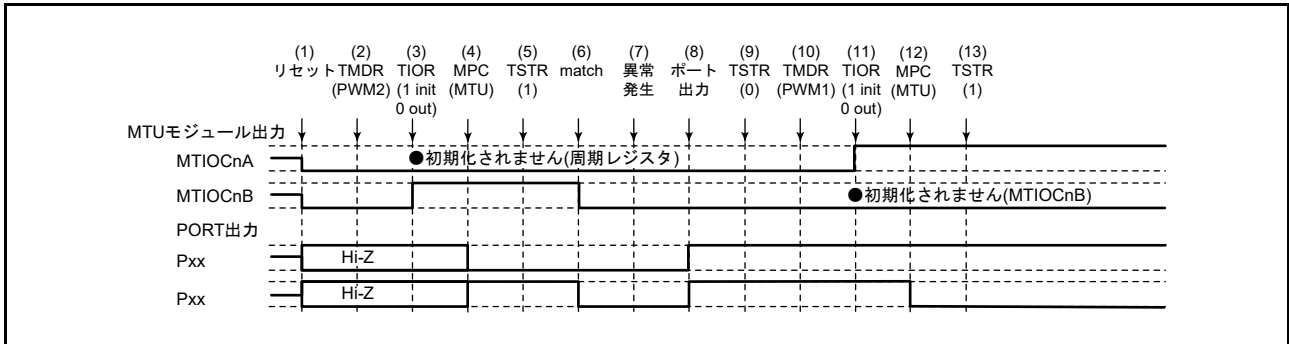 (1) (2) (3) (4) (5) (6) (7) (8) (9) (10) (11) (12) (13)
リセット TMDR TIOR MPC TSTR match 異常 ポート TSTR TMDR TIOR MPC TSTR
(PWM2) (1 init (MTU) (1) 発生 出力 (0) (PWM1) (1 init (MTU) (1)
0 out) 0 out)
MTUモジュール出力
MTIOCnA ●初期化されません(周期レジスタ)
MTIOCnB ●初期化されません(MTIOCnB)
PORT出力
Pxx Hi-Z
Pxx Hi-Z